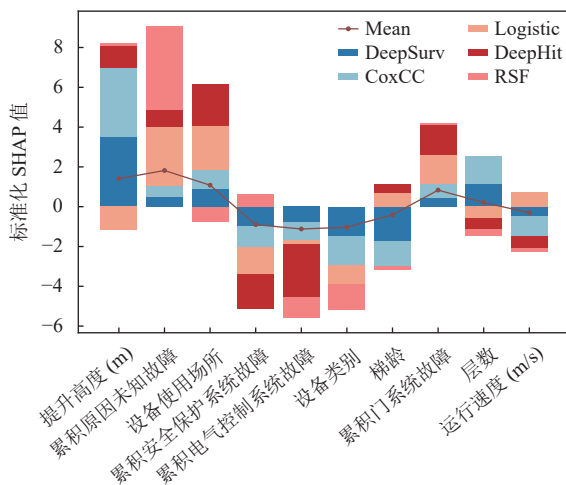 Mean
DeepSurv
CoxCC
Logistic
DeepHit
RSF
标准化 SHAP 值
8
6
4
2
0
−2
−4
−6
提升高度 (m)
累积原因未知故障
设备使用场所
累积安全保护系统故障
累积电气控制系统故障
设备类别
梯龄
累积门系统故障
层数
运行速度 (m/s)